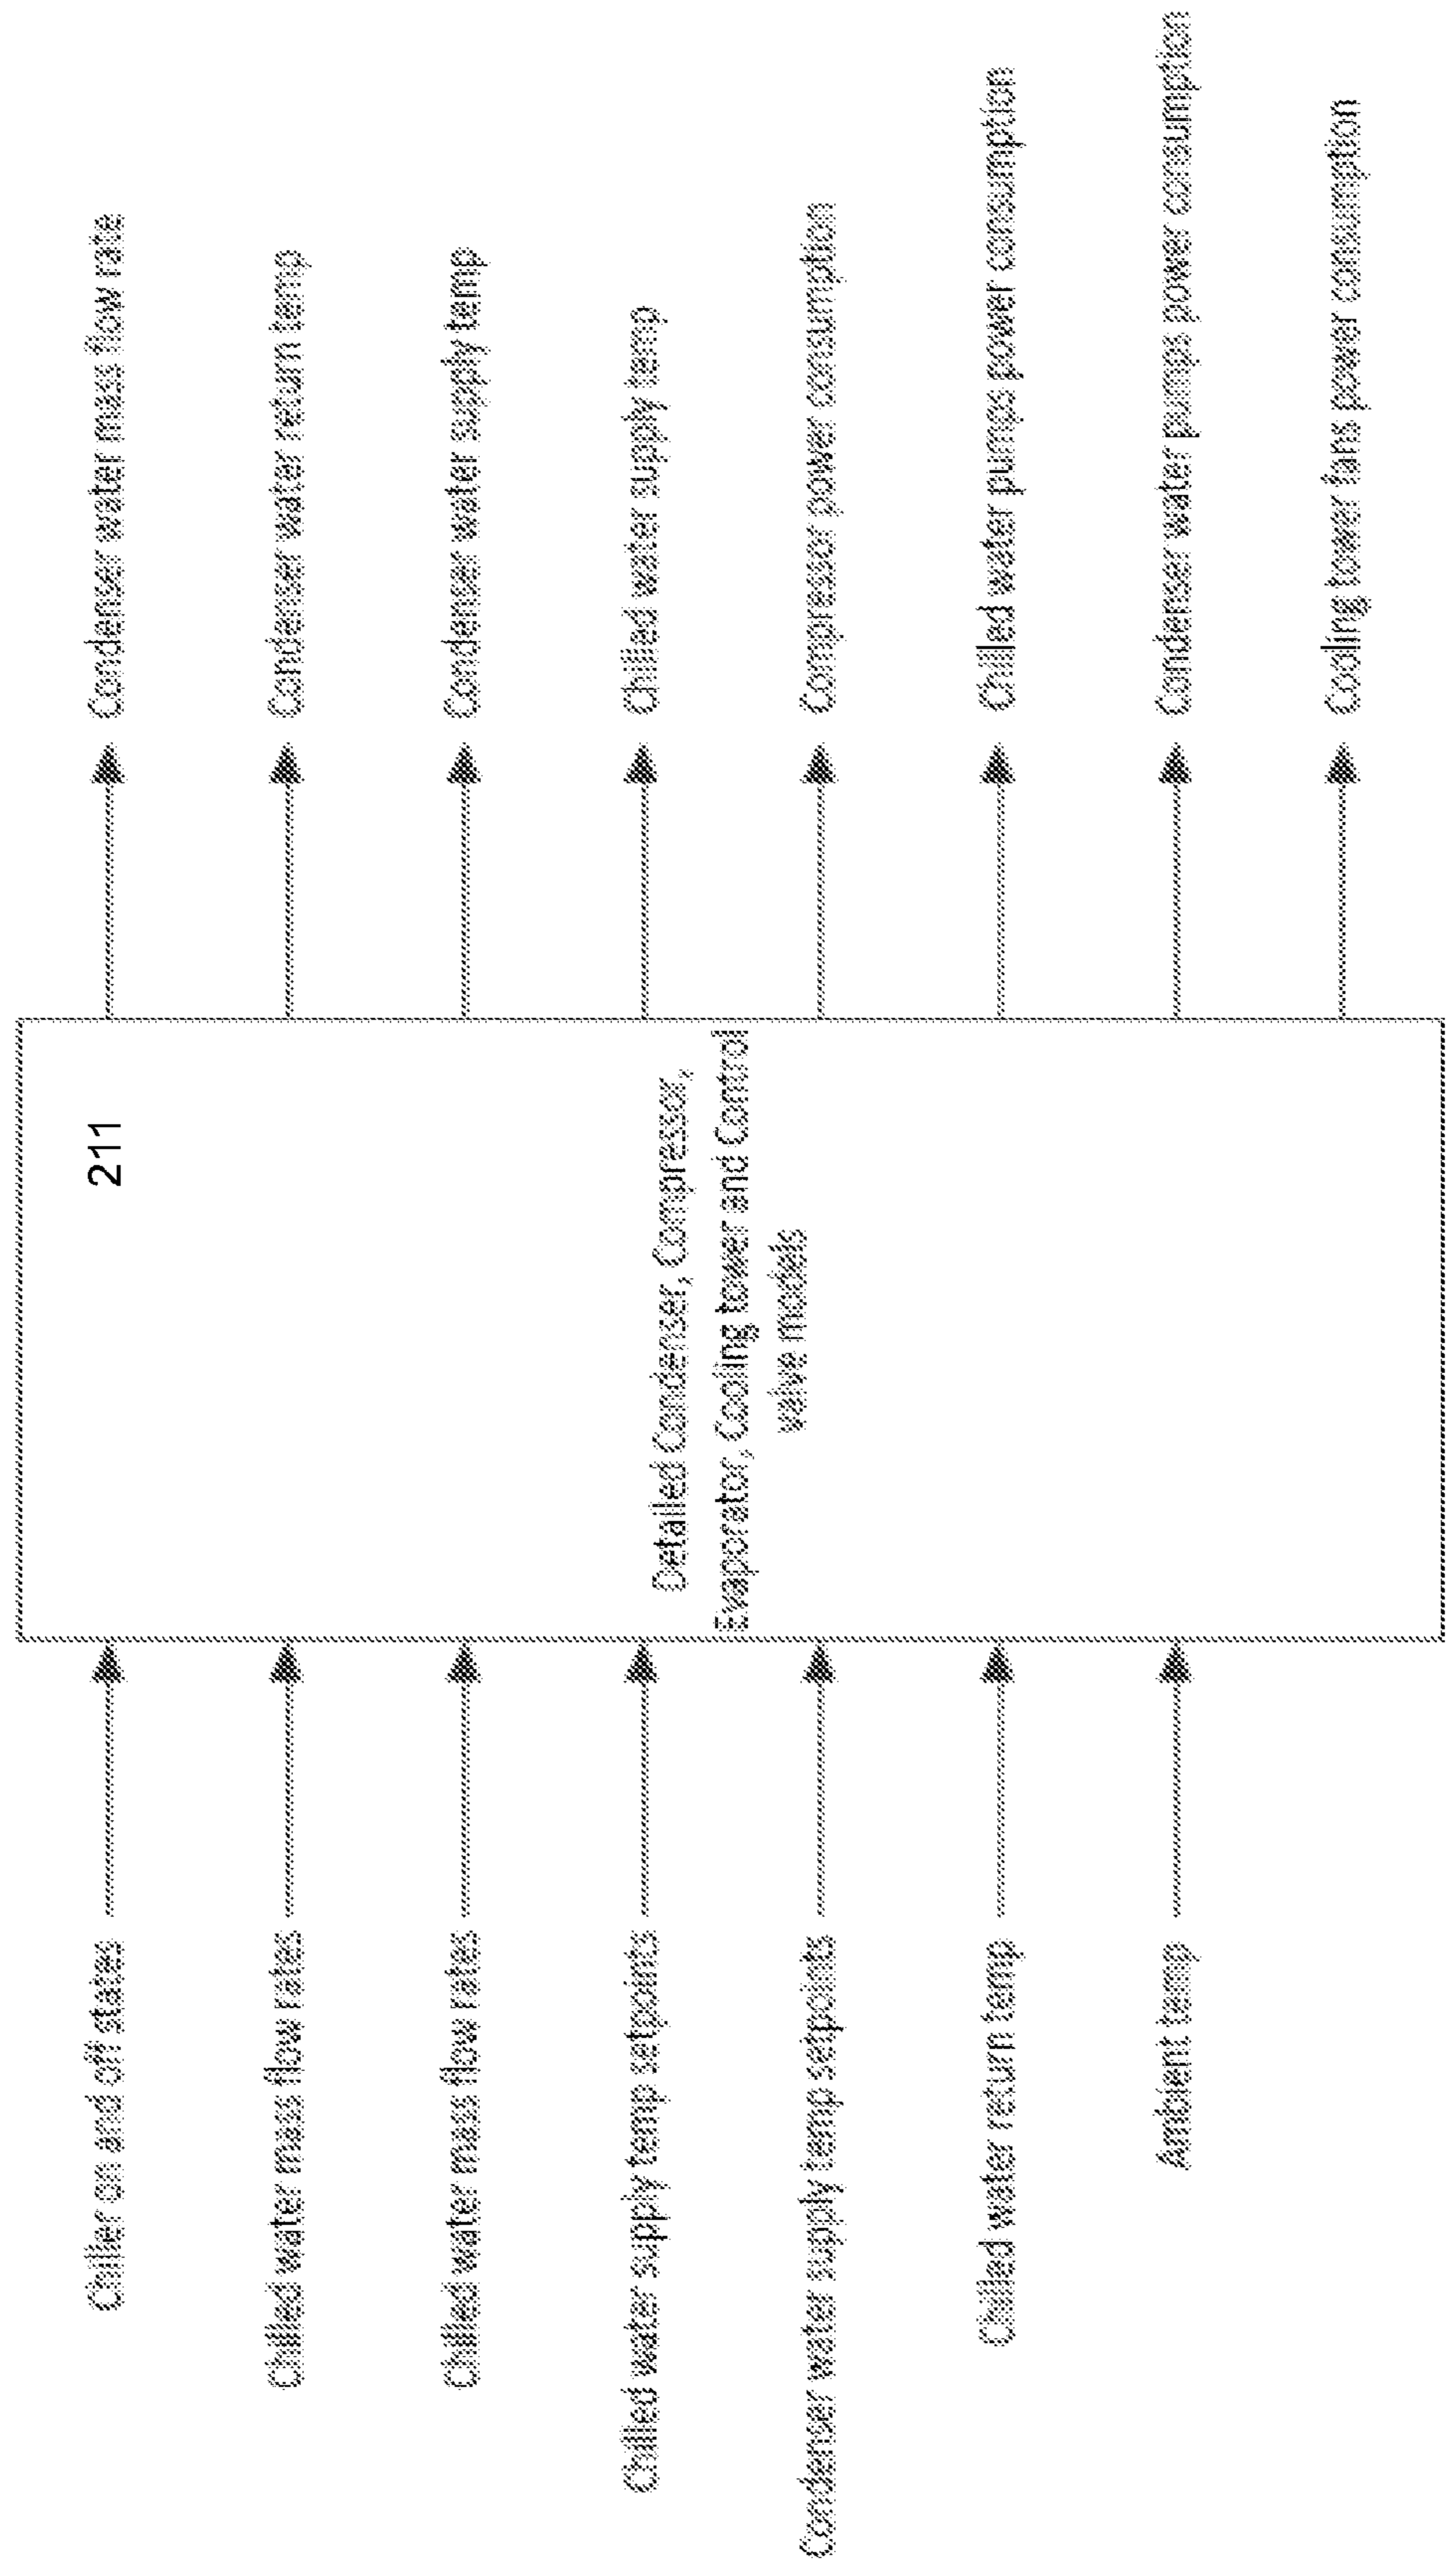 Chiller on and off states
Chilled water mass flow rates
Chilled water mass flow rates
Chilled water supply temp setpoints
Condenser water supply temp setpoints
Chilled water return temp
Ambient temp
211
Detailed Condenser, Compressor,
Evaporator, Cooling tower and Control
valve models
Condenser water mass flow rate
Condenser water return temp
Condenser water supply temp
Chilled water supply temp
Compressor power consumption
Chilled water pumps power consumption
Condenser water pumps power consumption
Cooling tower fans power consumption